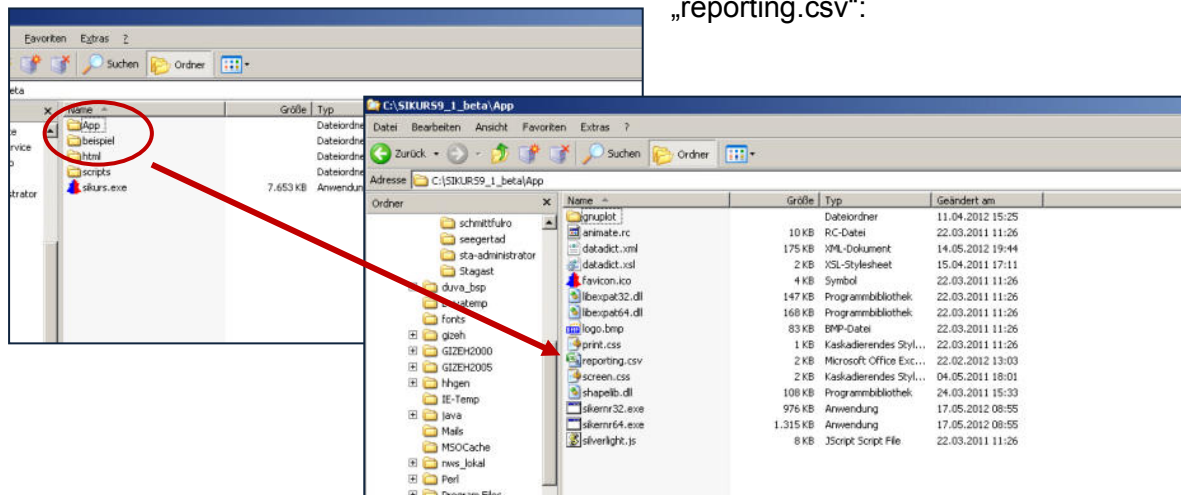 „reporting.csv“:
Favoriten Extras ?
Suchen Ordner
eta
Name Größe Typ
App Dateiordne
beispiel Dateiordne
html Dateiordne
scripts Dateiordne
sikurs.exe 7.653 KB Anwendun
rvice
strator
C:\SIKURS9_1_beta\App
Datei Bearbeiten Ansicht Favoriten Extras ?
Zurück Suchen Ordner
Adresse C:\SIKURS9_1_beta\App
Ordner x
schmittfulro
seegertad
sta-administrator
Stagast
duva_bsp
fonts
gizeh
GIZEH2000
GIZEH2005
hhgen
IE-Temp
Java
Mails
MSOCache
nws_lokal
Perl
Program Files
Name Größe Typ Geändert am
gnuplot Dateiordner 11.04.2012 15:25
animate.rc 10 KB RC-Datei 22.03.2011 11:26
datadict.xml 175 KB XML-Dokument 14.05.2012 19:44
datadict.xsl 2 KB XSL-Stylesheet 15.04.2011 17:11
favicon.ico 4 KB Symbol 22.03.2011 11:26
libexpat32.dll 147 KB Programmbibliothek 22.03.2011 11:26
libexpat64.dll 168 KB Programmbibliothek 22.03.2011 11:26
logo.bmp 83 KB BMP-Datei 22.03.2011 11:26
print.css 1 KB Kaskadierendes Styl... 22.03.2011 11:26
reporting.csv 2 KB Microsoft Office Exc... 22.02.2012 13:03
screen.css 2 KB Kaskadierendes Styl... 04.05.2011 18:01
shapelib.dll 108 KB Programmbibliothek 24.03.2011 15:33
sikernr32.exe 976 KB Anwendung 17.05.2012 08:55
sikernr64.exe 1.315 KB Anwendung 17.05.2012 08:55
silverlight.js 8 KB JScript Script File 22.03.2011 11:26